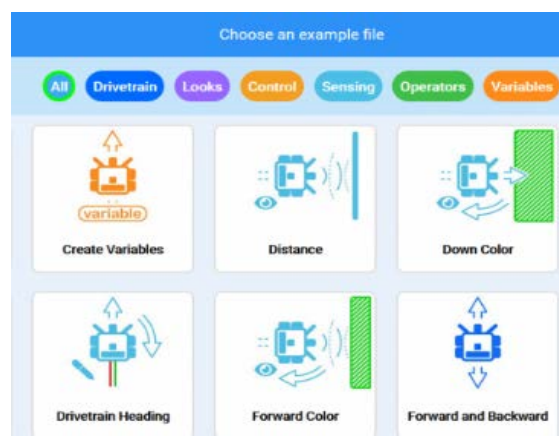 Choose an example file
All Drivetrain Looks Control Sensing Operators Variables
(variable)
Create Variables Distance Down Color
Drivetrain Heading Forward Color Forward and Backward